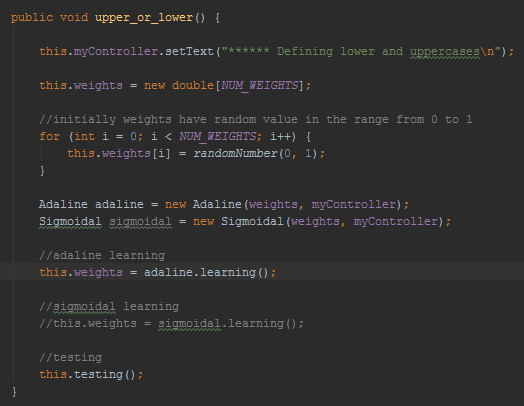 public void upper_or_lower() {
this.myController.setText("****** Defining lower and uppercases\n");
this.weights = new double[NUM_WEIGHTS];
//initially weights have random value in the range from 0 to 1
for (int i = 0; i < NUM_WEIGHTS; i++) {
this.weights[i] = randomNumber(0, 1);
}
Adaline adaline = new Adaline(weights, myController);
Sigmoidal sigmoidal = new Sigmoidal(weights, myController);
//adaline learning
this.weights = adaline.learning();
//sigmoidal learning
//this.weights = sigmoidal.learning();
//testing
this.testing();
}